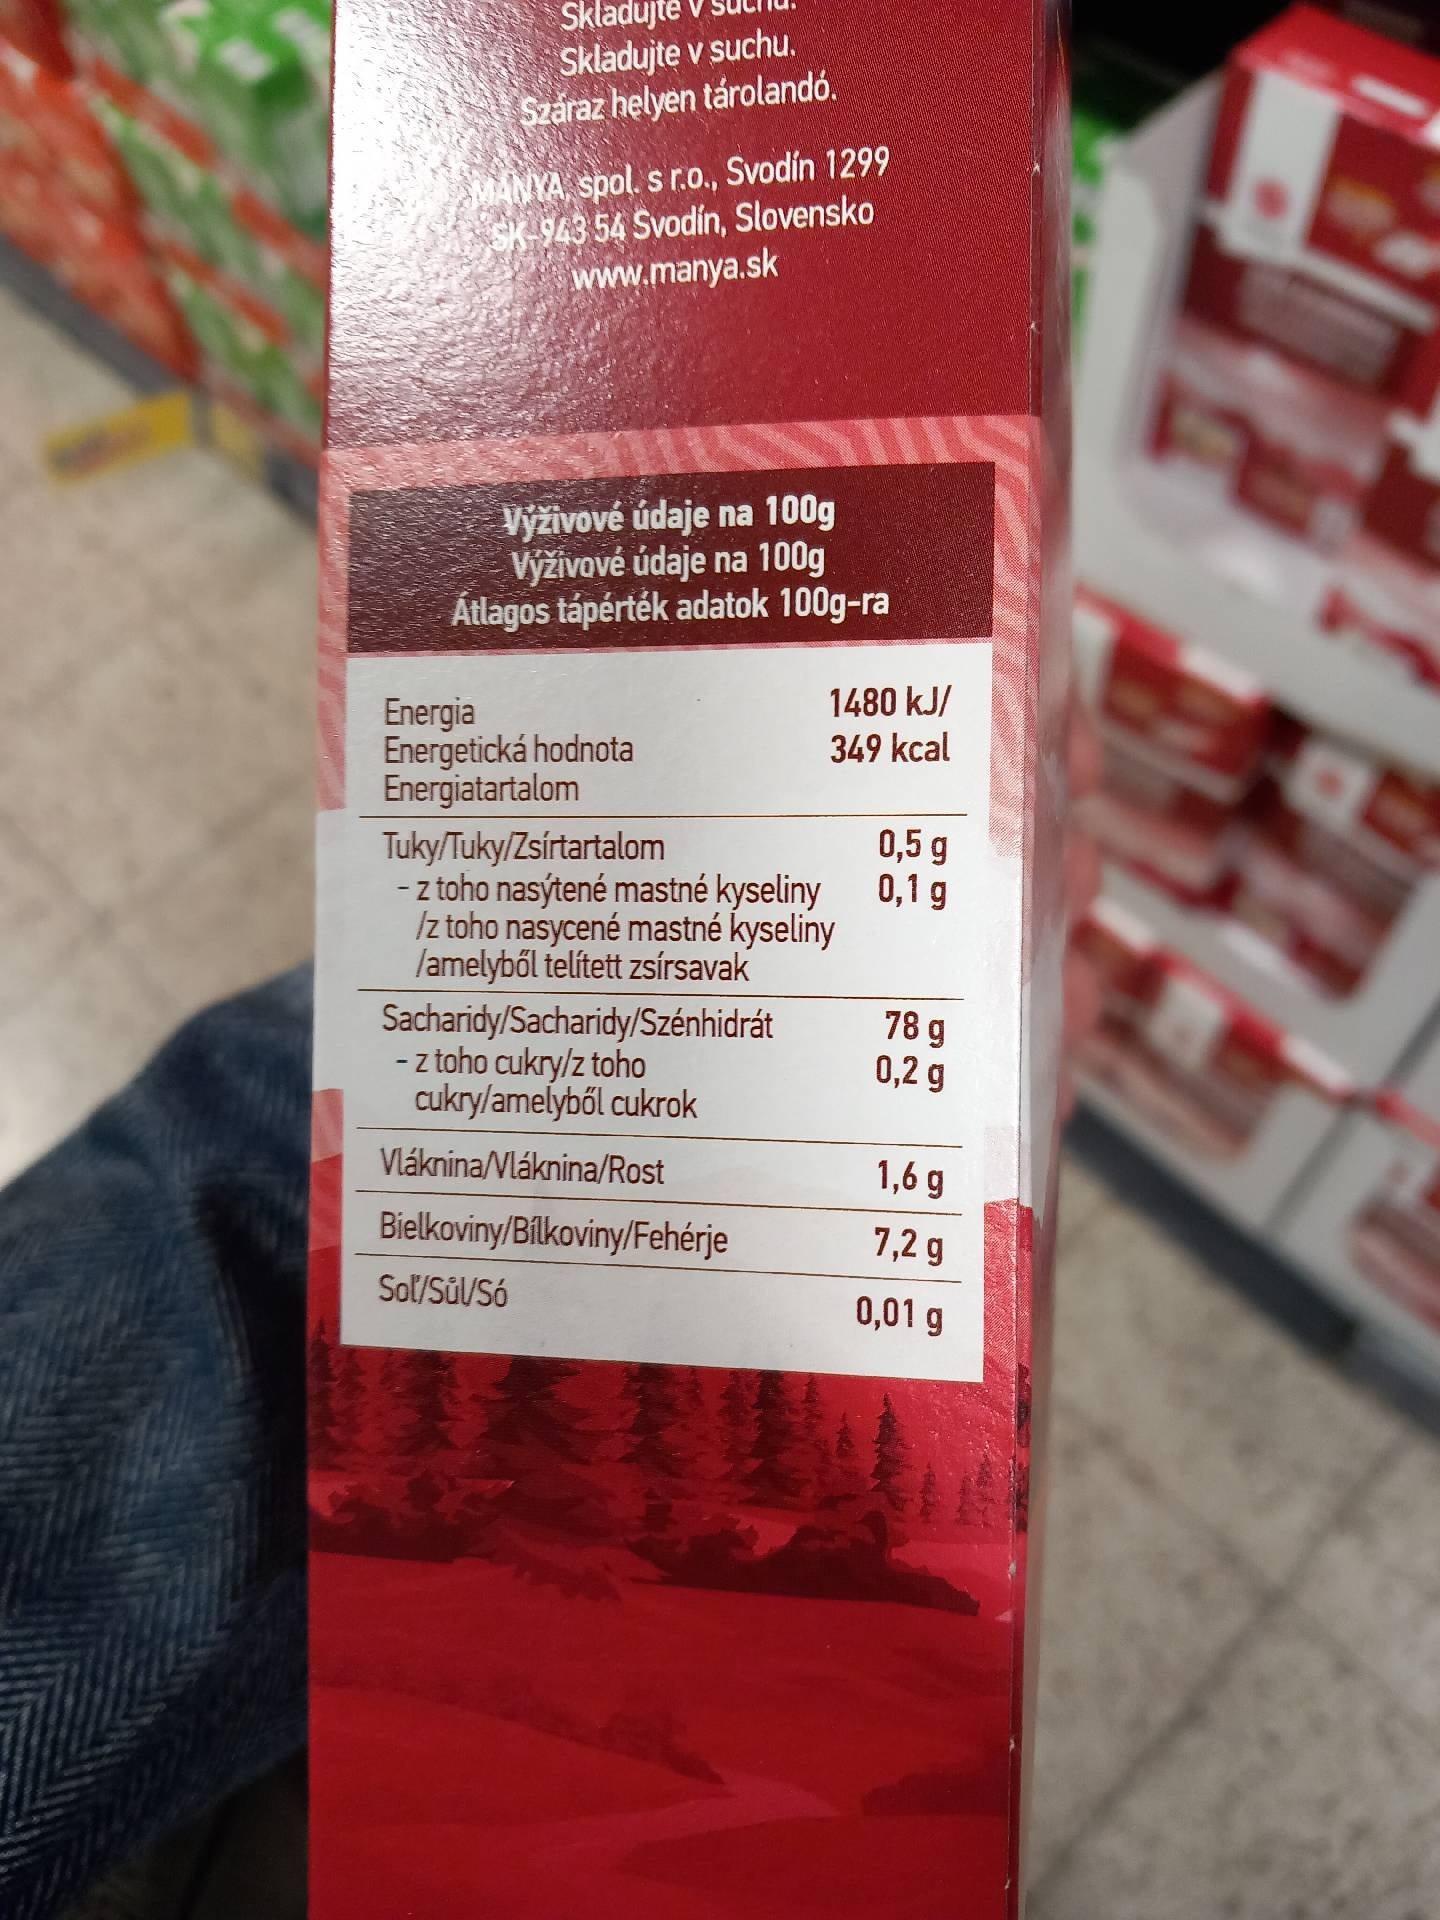 Skladujte v suchu.
Skladujte v suchu.
Száraz helyen tárolandó.
MANYA, spol. s r.o., Svodín 1299
SK-943 54 Svodín, Slovensko
www.manya.sk
Výživové údaje na 100g
Výživové údaje na 100g
Átlagos tápérték adatok 100g-ra
Energia 1480 kJ/
Energetická hodnota 349 kcal
Energiatartalom
Tuky/Tuky/Zsírtartalom 0,5 g
- z toho nasýtené mastné kyseliny 0,1 g
/z toho nasycené mastné kyseliny
/amelyből telített zsírsavak
Sacharidy/Sacharidy/Szénhidrát 78 g
- z toho cukry/z toho 0,2 g
cukry/amelyből cukrok
Vláknina/Vláknina/Rost 1,6 g
Bielkoviny/Bílkoviny/Fehérje 7,2 g
Soľ/Sůl/Só 0,01 g